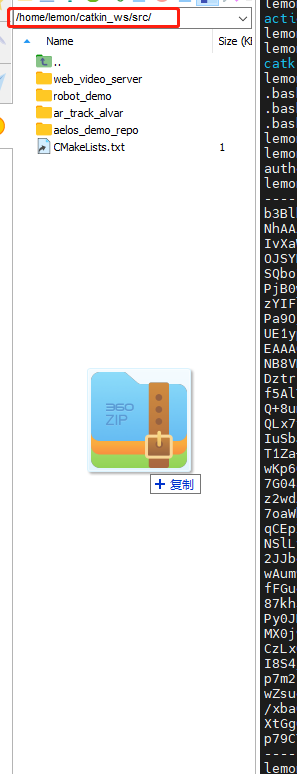 /home/lemon/catkin_ws/src/
Name
Size (KI
..
web_video_server
robot_demo
ar_track_alvar
aelos_demo_repo
CMakeLists.txt
1
360
ZIP
复制
lemo
acti
lemo
lemo
catk
lemo
.bas
.bas
.bas
lemo
lemo
auth
lemo
----
b3Bl
NhAA
IvXa
OJSY
SQbo
PjB0
zYIF
Pa90
UE1y
EAAA
NB8V
Dztr
f5Al
Q+8u
QLx7
IuSb
T1Za
wKp6
7G04
z2wd
7oaW
qCEp
NSlL
2JJb
wAum
fFGu
87kh
Py0J
MX0j
CzLx
I8S4
p7m2
wZsu
/xba
XtGg
p79C
----
lemo